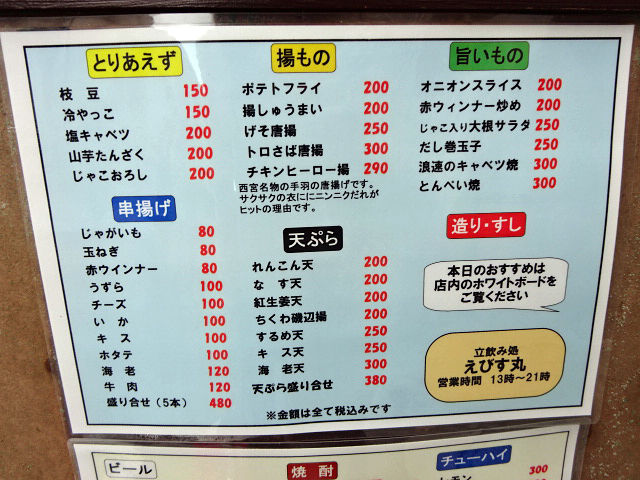 とりあえず
枝豆 150
冷やっこ 150
塩キャベツ 200
山芋たんざく 200
じゃこおろし 200
串揚げ
じゃがいも 80
玉ねぎ 80
赤ウインナー 80
うずら 100
チーズ 100
いか 100
キス 100
ホタテ 100
海老 120
牛肉 120
盛り合せ（5本） 480
揚もの
ポテトフライ 200
揚しゅうまい 200
げそ唐揚 250
トロさば唐揚 300
チキンヒーロー揚 290
西宮名物の手羽の唐揚げです。
サクサクの衣ににンニクだれが
ヒットの理由です。
天ぷら
れんこん天 200
なす天 200
紅生姜天 200
ちくわ磯辺揚 200
するめ天 250
キス天 250
海老天 300
天ぷら盛り合せ 380
※金額は全て税込みです
旨いもの
オニオンスライス 200
赤ウィンナー炒め 200
じゃこ入り大根サラダ 250
だし巻玉子 250
浪速のキャベツ焼 300
とんぺい焼 300
造り・すし
本日のおすすめは
店内のホワイトボードを
ご覧ください
立飲み処
えびす丸
営業時間 13時～21時
ビール
焼酎
チューハイ
レモン 300